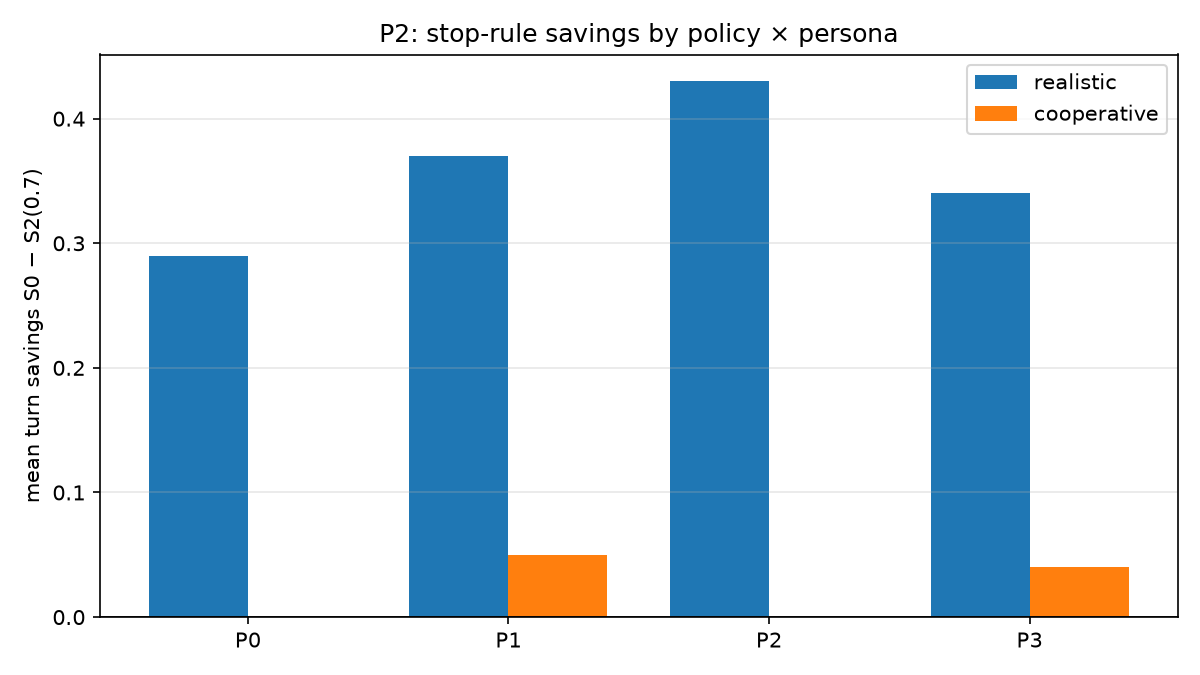 P2: stop-rule savings by policy × persona
realistic
cooperative
mean turn savings S0 − S2(0.7)
0.4
0.3
0.2
0.1
0.0
P0 P1 P2 P3